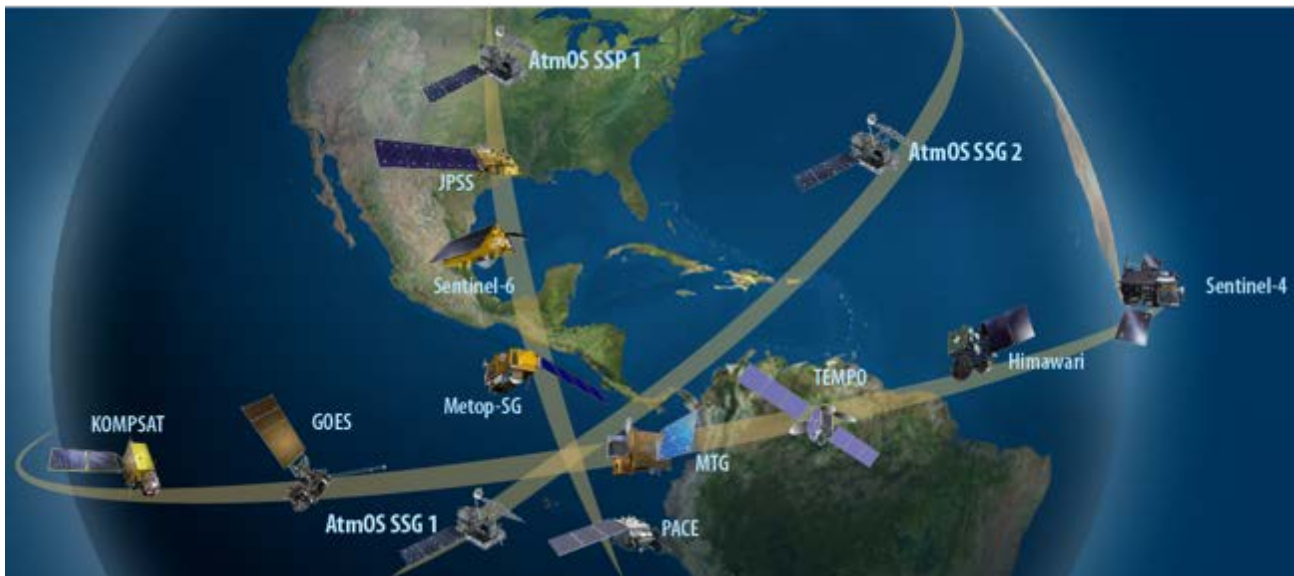 AtmOS SSP 1
AtmOS SSG 2
JPSS
Sentinel-6
Sentinel-4
Himawari
TEMPO
Metop-SG
KOMPSAT
GOES
MTG
AtmOS SSG 1
PACE